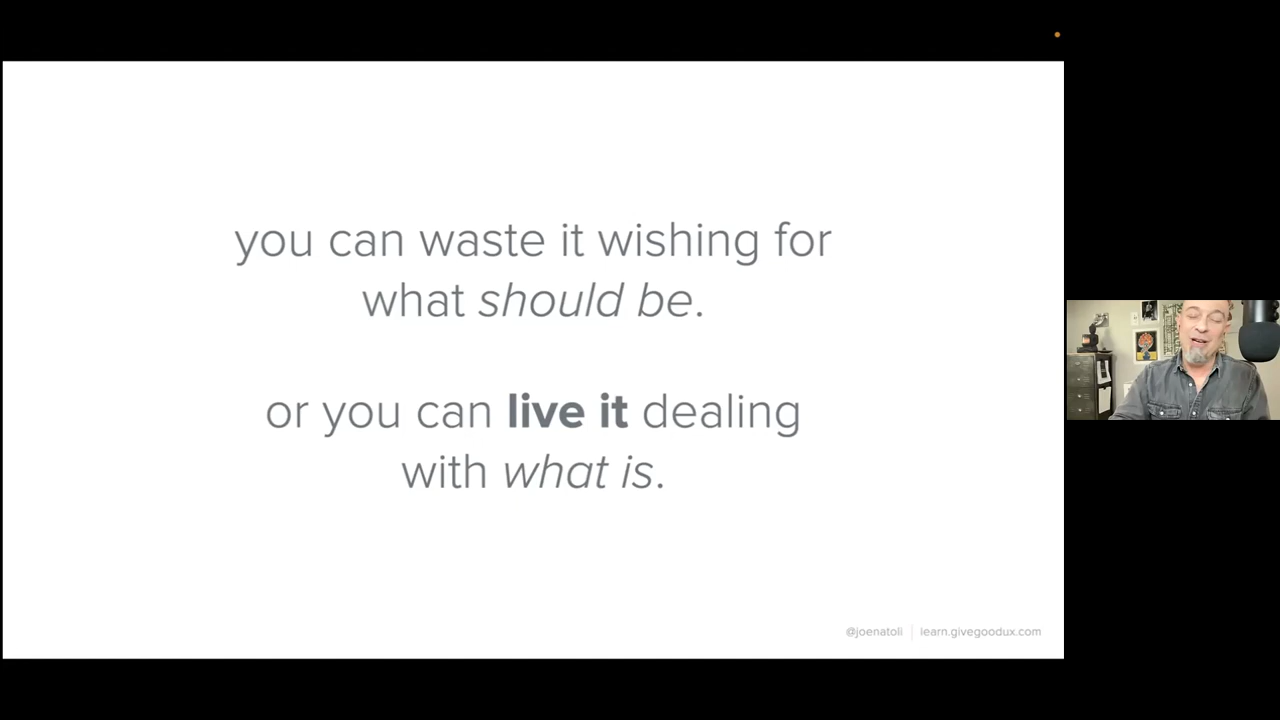 you can waste it wishing for
what should be.
or you can live it dealing
with what is.
@joenatoli | learn.givegoodux.com